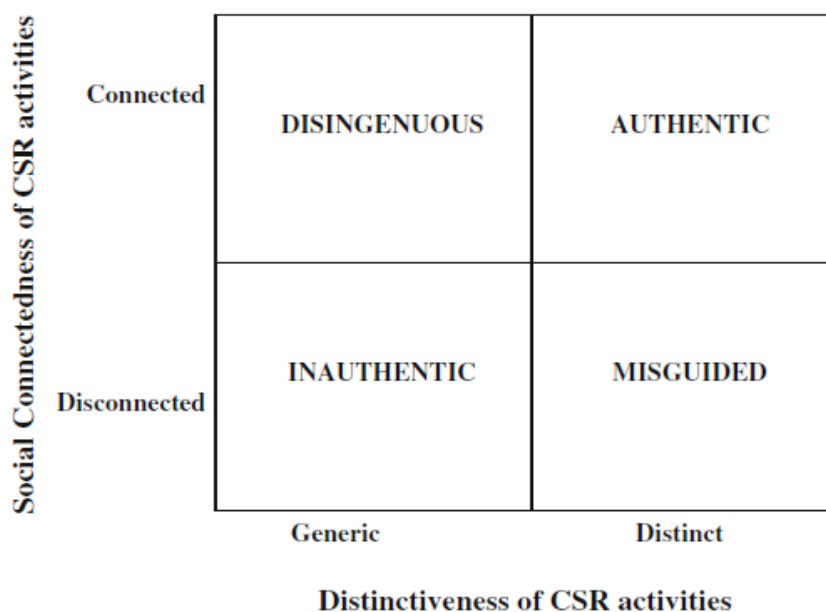 Social Connectedness of CSR activities
Connected
DISINGENUOUS
AUTHENTIC
Disconnected
INAUTHENTIC
MISGUIDED
Generic
Distinct
Distinctiveness of CSR activities